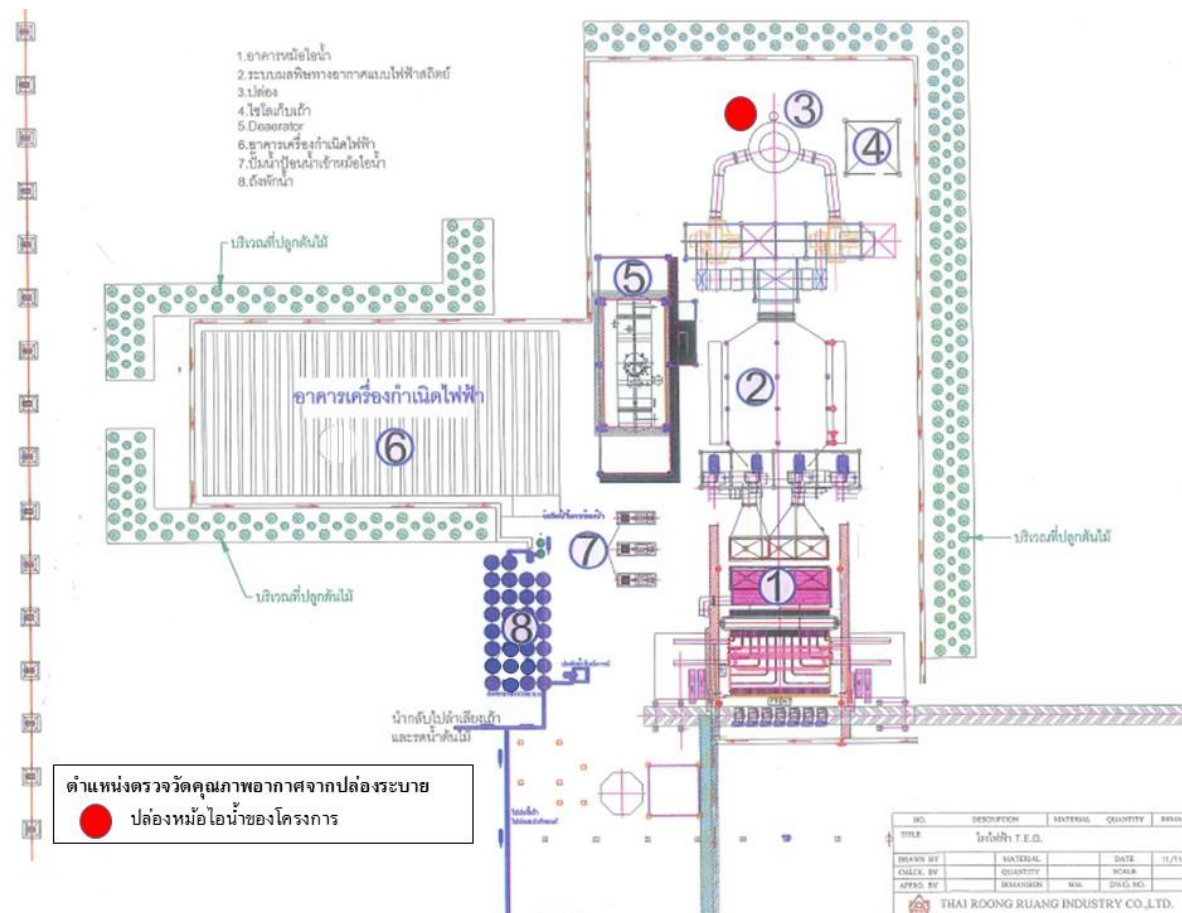 1.อาคารหม้อไอน้ำ
2.ระบบมลพิษทางอากาศแบบไฟฟ้าสถิตย์
3.ปล่อง
4.ไซโลเก็บเถ้า
5.Deaerator
6.อาคารเครื่องกำเนิดไฟฟ้า
7.ปั๊มน้ำป้อนน้ำเข้าหม้อไอน้ำ
8.ถังพักน้ำ
3
4
บริเวณที่ปลูกต้นไม้
5
2
อาคารเครื่องกำเนิดไฟฟ้า
6
7
บริเวณที่ปลูกต้นไม้
1
บริเวณที่ปลูกต้นไม้
8
นำกลับไปลำเลียงเถ้า
และรดน้ำต้นไม้
ตำแหน่งตรวจวัดคุณภาพอากาศจากปล่องระบาย
ปล่องหม้อไอน้ำของโครงการ
NO. DESCRIPTION MATERIAL QUANTITY
TITLE โรงไฟฟ้า T.E.G.
DRAWN BY MATERIAL DATE
CHECK. BY QUANTITY SCALE
APPRO. BY DIMANSION MM. DWG. NO.
THAI ROONG RUANG INDUSTRY CO.,LTD.